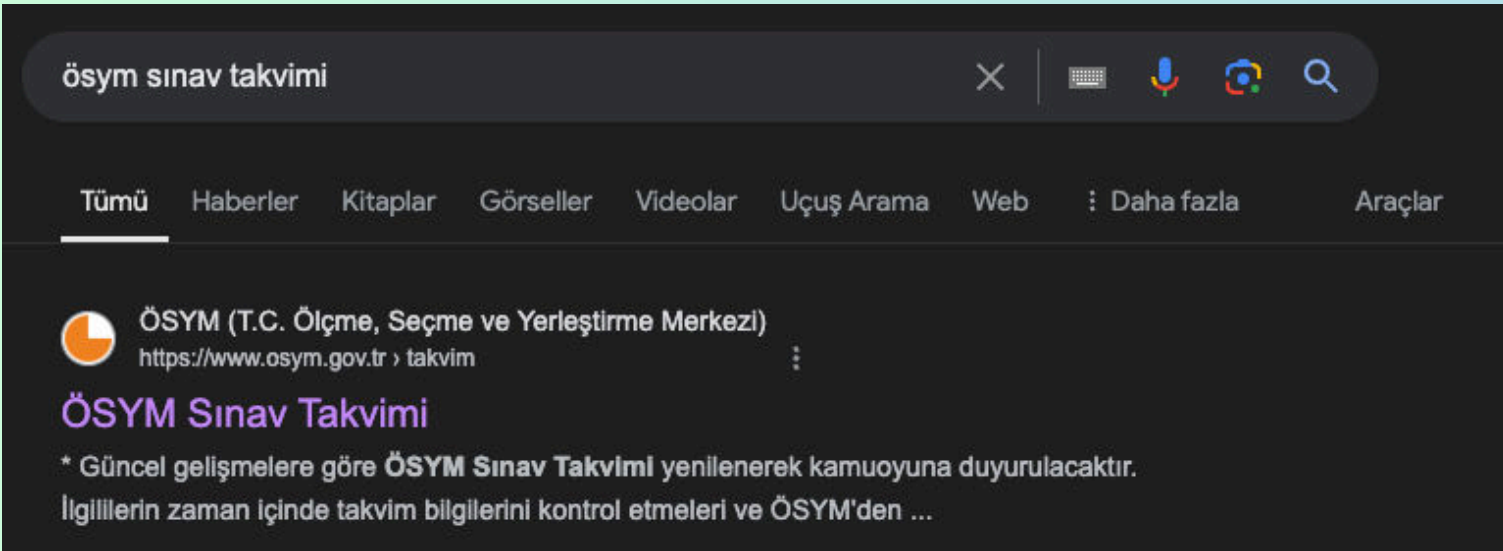 ösym sınav takvimi
Tümü Haberler Kitaplar Görseller Videolar Uçuş Arama Web Daha fazla Araçlar
ÖSYM (T.C. Ölçme, Seçme ve Yerleştirme Merkezi)
https://www.osym.gov.tr › takvim
ÖSYM Sınav Takvimi
* Güncel gelişmelere göre ÖSYM Sınav Takvimi yenilenerek kamuoyuna duyurulacaktır.
İlgililerin zaman içinde takvim bilgilerini kontrol etmeleri ve ÖSYM'den ...